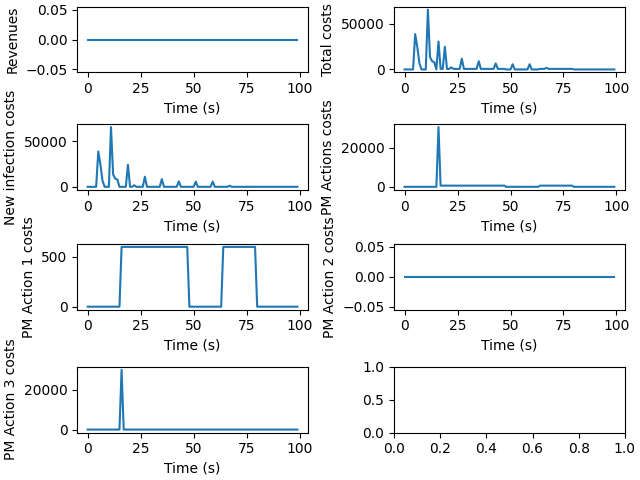 Revenues
0.05
0.00
−0.05
0 25 50 75 100
Time (s)
Total costs
50000
0
0 25 50 75 100
Time (s)
New infection costs
50000
0
0 25 50 75 100
Time (s)
PM Actions costs
20000
0
0 25 50 75 100
Time (s)
PM Action 1 costs
500
0
0 25 50 75 100
Time (s)
PM Action 2 costs
0.05
0.00
−0.05
0 25 50 75 100
Time (s)
PM Action 3 costs
20000
0
0 25 50 75 100
Time (s)
1.0
0.5
0.0
0.0 0.2 0.4 0.6 0.8 1.0